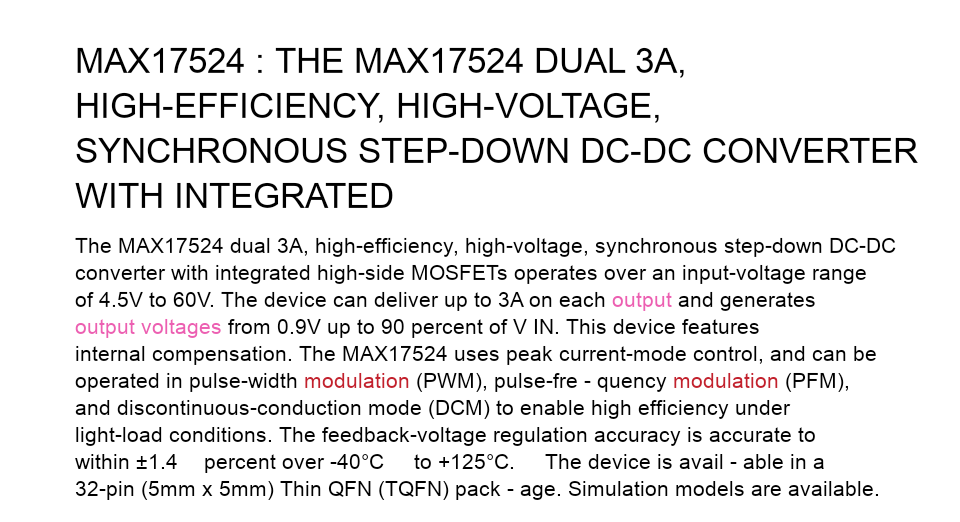 MAX17524 : THE MAX17524 DUAL 3A,
HIGH-EFFICIENCY, HIGH-VOLTAGE,
SYNCHRONOUS STEP-DOWN DC-DC CONVERTER
WITH INTEGRATED
The MAX17524 dual 3A, high-efficiency, high-voltage, synchronous step-down DC-DC
converter with integrated high-side MOSFETs operates over an input-voltage range
of 4.5V to 60V. The device can deliver up to 3A on each output and generates
output voltages from 0.9V up to 90 percent of V IN. This device features
internal compensation. The MAX17524 uses peak current-mode control, and can be
operated in pulse-width modulation (PWM), pulse-fre - quency modulation (PFM),
and discontinuous-conduction mode (DCM) to enable high efficiency under
light-load conditions. The feedback-voltage regulation accuracy is accurate to
within ±1.4 percent over -40°C to +125°C. The device is avail - able in a
32-pin (5mm x 5mm) Thin QFN (TQFN) pack - age. Simulation models are available.